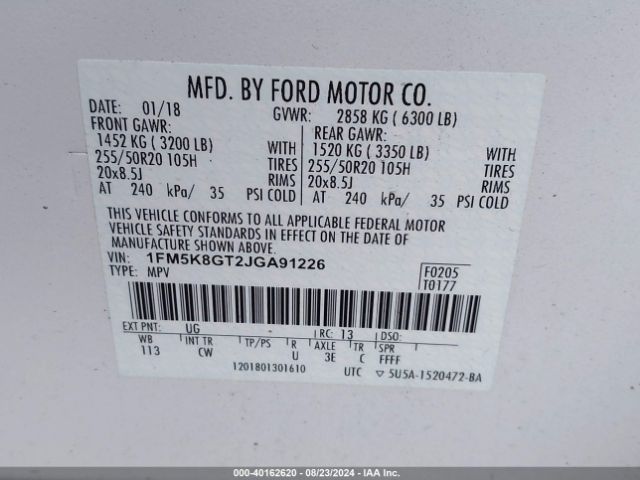 MFD. BY FORD MOTOR CO.
DATE: 01/18 GVWR: 2858 KG ( 6300 LB)
FRONT GAWR: REAR GAWR:
1452 KG ( 3200 LB) WITH 1520 KG ( 3350 LB) WITH
255/50R20 105H TIRES 255/50R20 105H TIRES
20x8.5J RIMS 20x8.5J RIMS
AT 240 kPa/ 35 PSI COLD AT 240 kPa/ 35 PSI COLD
THIS VEHICLE CONFORMS TO ALL APPLICABLE FEDERAL MOTOR
VEHICLE SAFETY STANDARDS IN EFFECT ON THE DATE OF
MANUFACTURE SHOWN ABOVE.
VIN: 1FM5K8GT2JGA91226 F0205
TYPE: MPV T0177
EXT PNT: UG RC: 13 DSO:
WB INT TR TP/PS R AXLE TR SPR
113 CW U 3E C FFFF
1201801301610 UTC ▽ 5U5A-1520472-BA
000-40162620 - 08/23/2024 - IAA Inc.